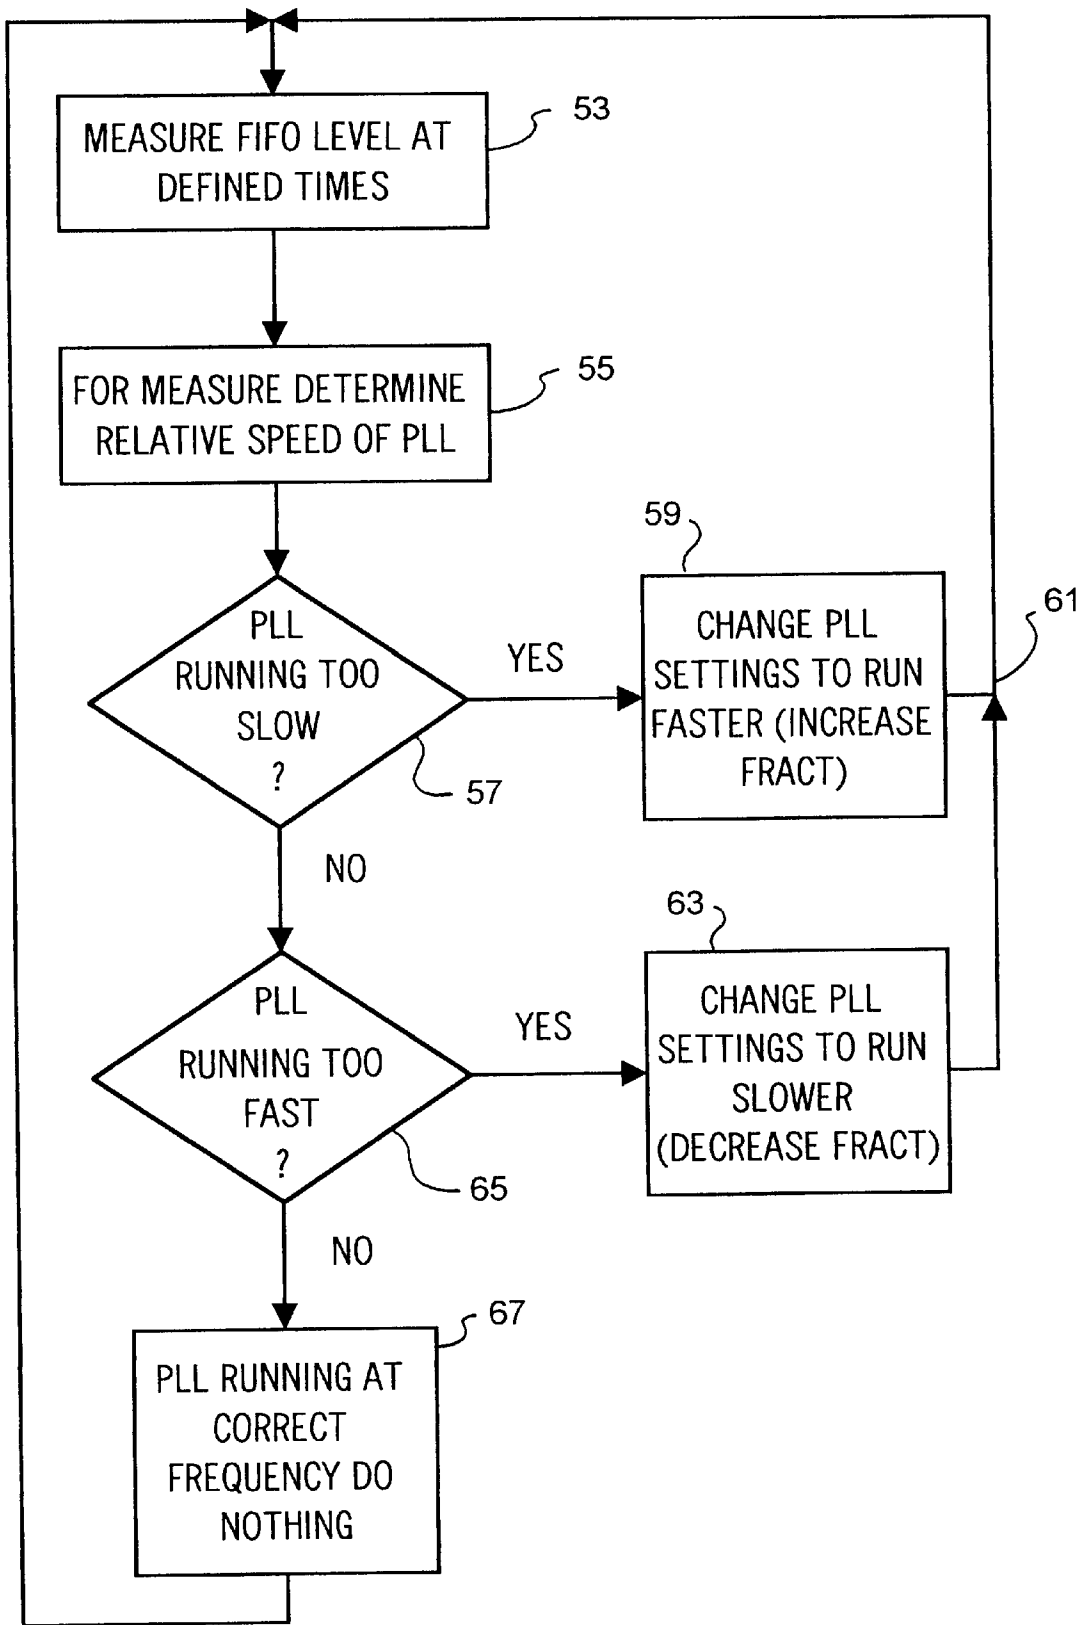 53
MEASURE FIFO LEVEL AT
DEFINED TIMES
55
FOR MEASURE DETERMINE
RELATIVE SPEED OF PLL
59
61
PLL
RUNNING TOO
SLOW
?
YES
CHANGE PLL
SETTINGS TO RUN
FASTER (INCREASE
FRACT)
57
NO
63
PLL
RUNNING TOO
FAST
?
YES
CHANGE PLL
SETTINGS TO RUN
SLOWER
(DECREASE FRACT)
65
NO
67
PLL RUNNING AT
CORRECT
FREQUENCY DO
NOTHING